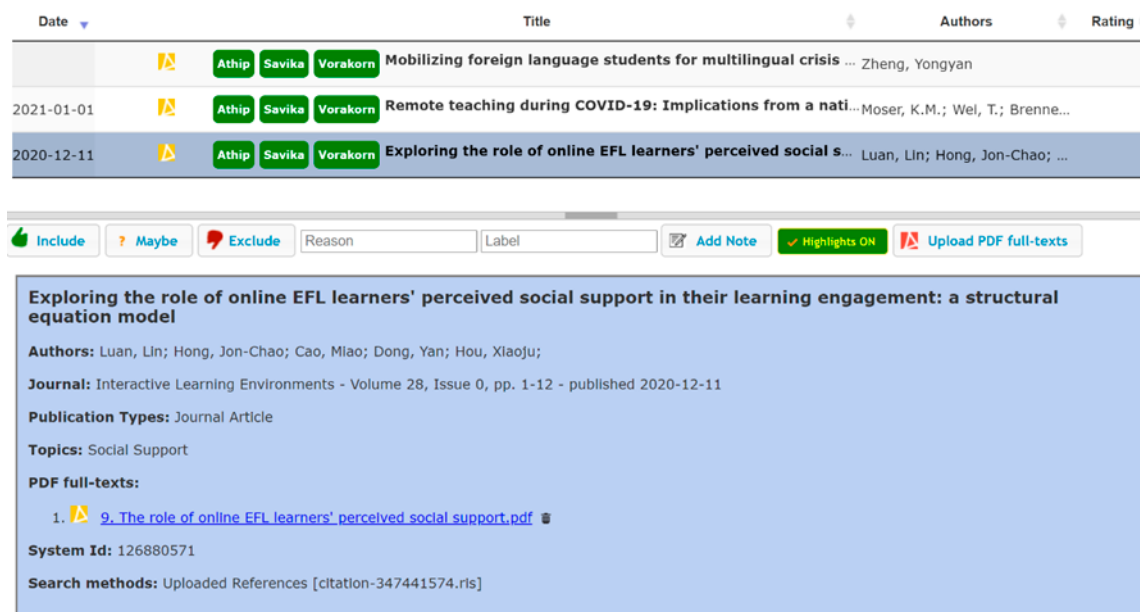 Date Title Authors Rating
Athip Savika Vorakorn Mobilizing foreign language students for multilingual crisis ... Zheng, Yongyan
2021-01-01 Athip Savika Vorakorn Remote teaching during COVID-19: Implications from a nati... Moser, K.M.; Wei, T.; Brenne...
2020-12-11 Athip Savika Vorakorn Exploring the role of online EFL learners' perceived social s... Luan, Lin; Hong, Jon-Chao; ...
Include ? Maybe Exclude Reason Label Add Note Highlights ON Upload PDF full-texts
Exploring the role of online EFL learners' perceived social support in their learning engagement: a structural
equation model
Authors: Luan, Lin; Hong, Jon-Chao; Cao, Miao; Dong, Yan; Hou, Xiaoju;
Journal: Interactive Learning Environments - Volume 28, Issue 0, pp. 1-12 - published 2020-12-11
Publication Types: Journal Article
Topics: Social Support
PDF full-texts:
1. 9. The role of online EFL learners' perceived social support.pdf
System Id: 126880571
Search methods: Uploaded References [citation-347441574.ris]